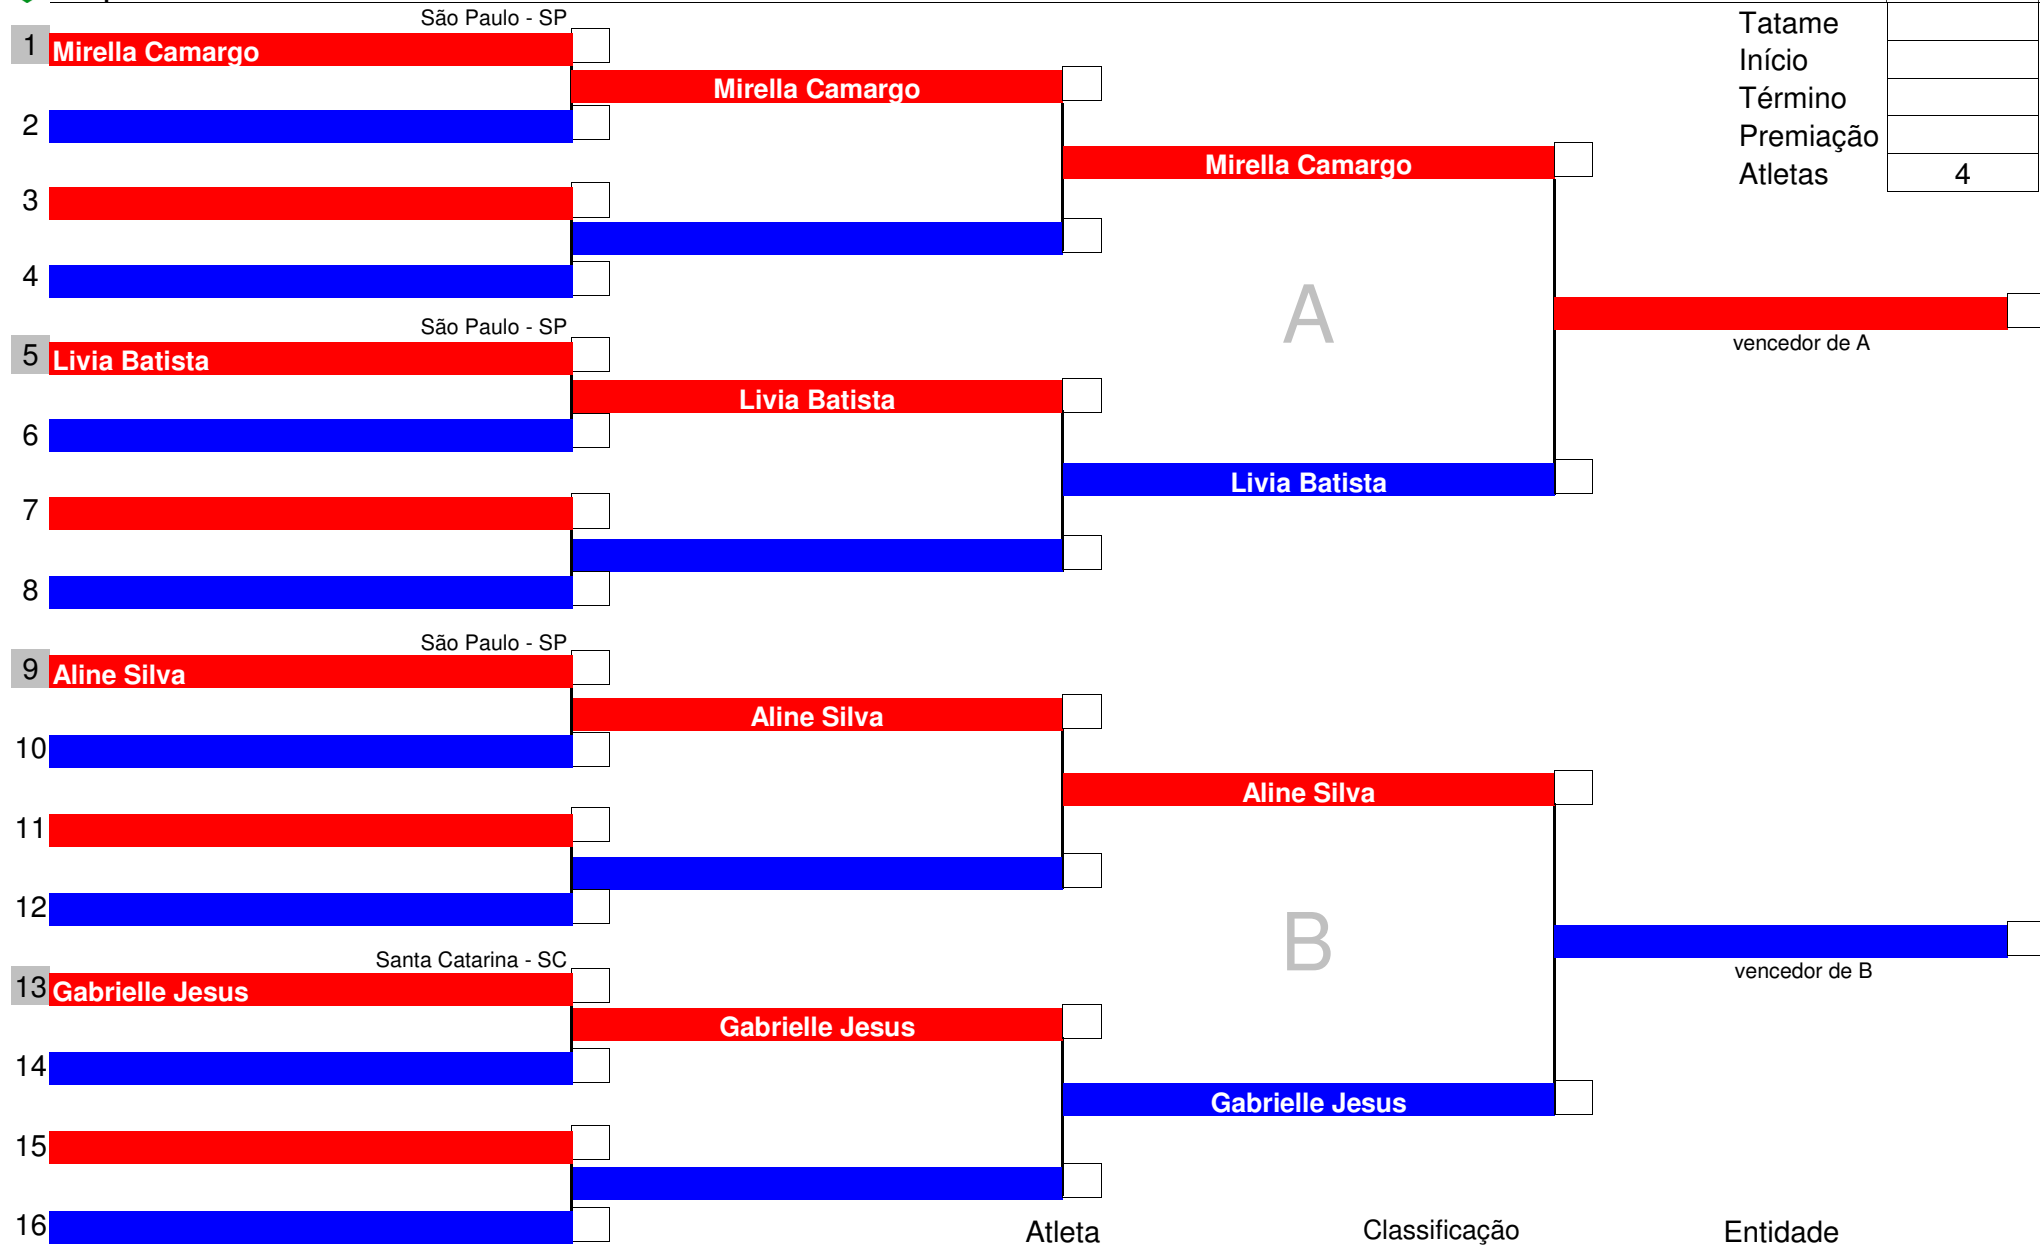 São Paulo - SP
Tatame
1 Mirella Camargo
Início
Mirella Camargo
Término
2
Premiação
Mirella Camargo
Atletas 4
3
4
A
São Paulo - SP
vencedor de A
5 Livia Batista
Livia Batista
6
Livia Batista
7
8
São Paulo - SP
9 Aline Silva
Aline Silva
10
Aline Silva
11
12
B
Santa Catarina - SC
vencedor de B
13 Gabrielle Jesus
Gabrielle Jesus
14
Gabrielle Jesus
15
16
Atleta Classificação Entidade